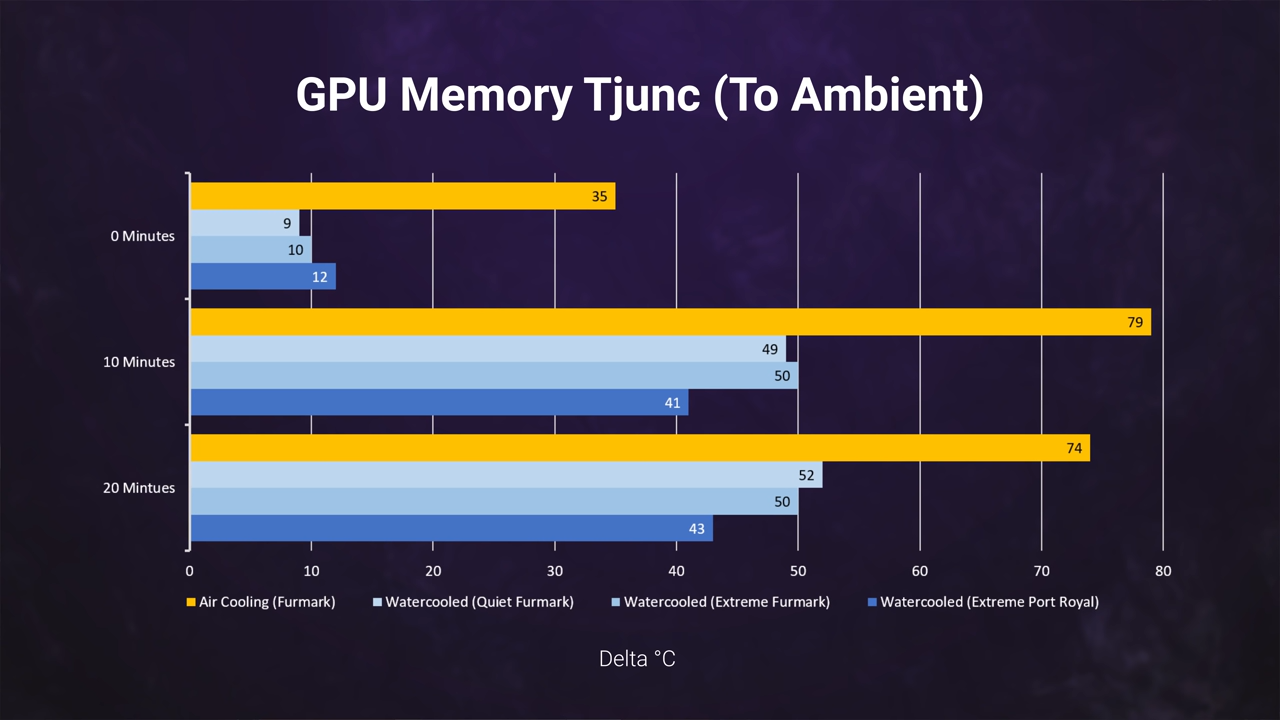 GPU Memory Tjunc (To Ambient)
35
9
0 Minutes
10
12
79
49
10 Minutes
50
41
74
52
20 Mintues
50
43
0 10 20 30 40 50 60 70 80
Air Cooling (Furmark) Watercooled (Quiet Furmark) Watercooled (Extreme Furmark) Watercooled (Extreme Port Royal)
Delta °C